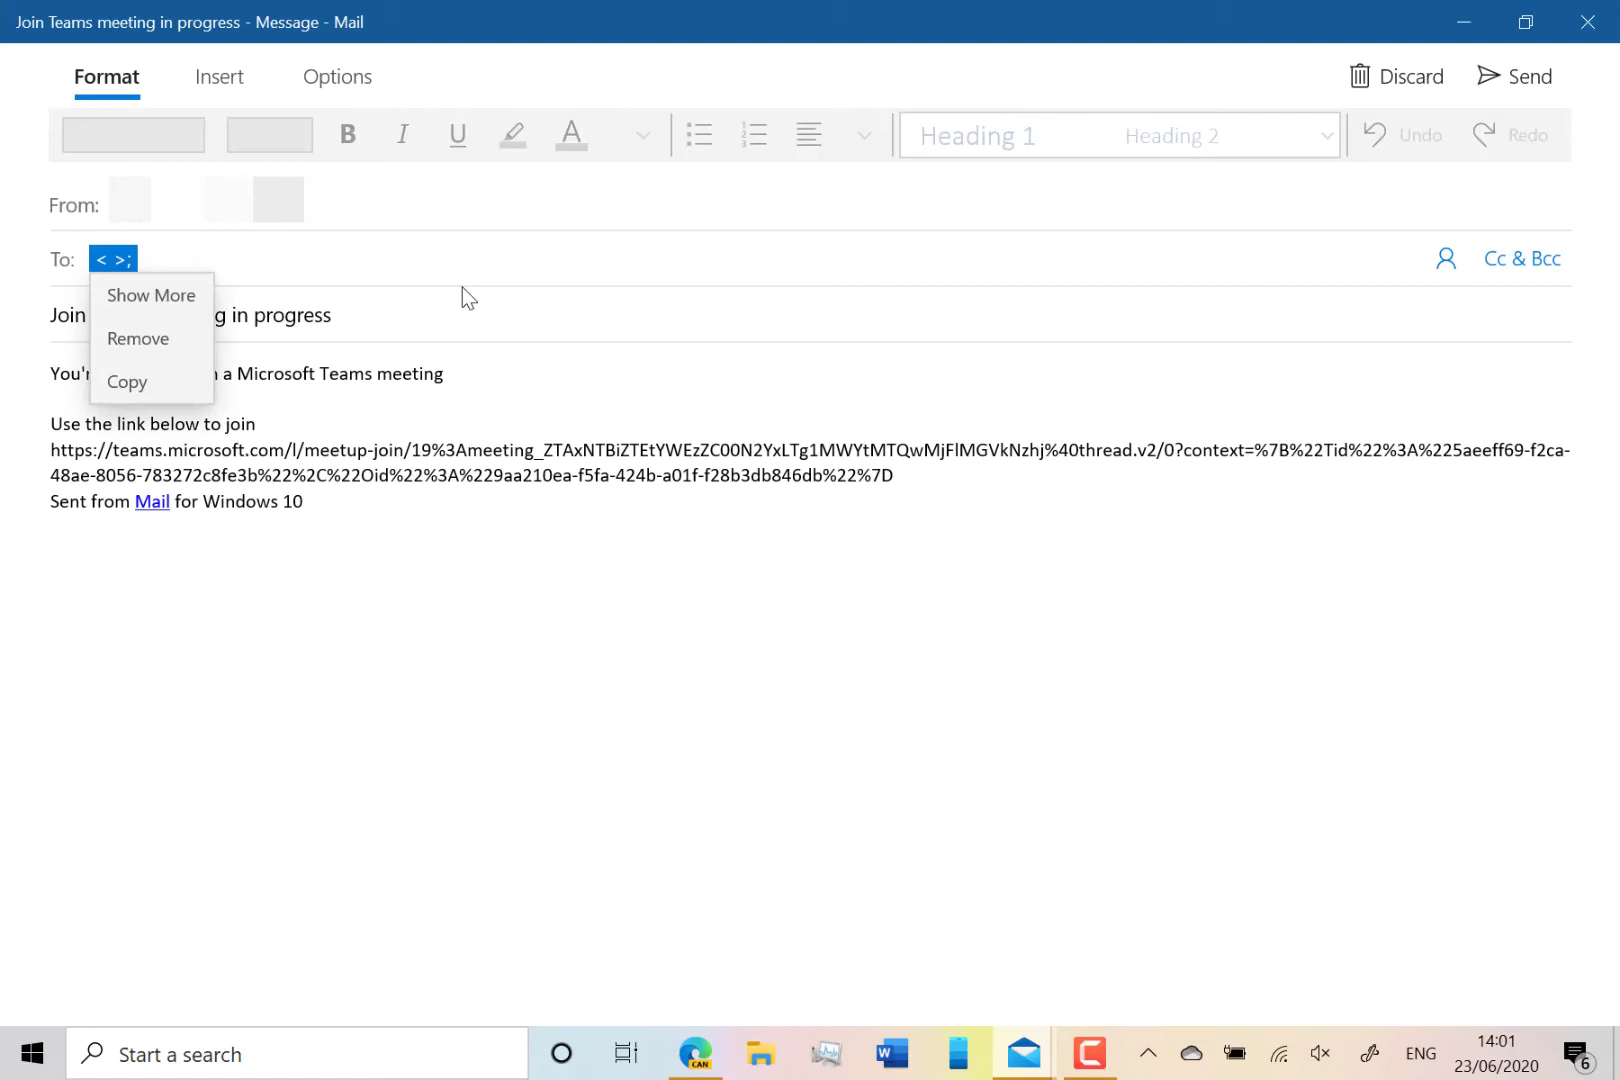 Join Teams meeting in progress - Message - Mail
Format Insert Options Discard Send
B I U A Heading 1 Heading 2 Undo Redo
From:
To: < >; Cc & Bcc
Show More
Join g in progress
Remove
You'r a Microsoft Teams meeting
Copy
Use the link below to join
https://teams.microsoft.com/l/meetup-join/19%3Ameeting_ZTAxNTBiZTEtYWEzZC00N2YxLTg1MWYtMTQwMjFlMGVkNzhj%40thread.v2/0?context=%7B%22Tid%22%3A%225aeeff69-f2ca-
48ae-8056-783272c8fe3b%22%2C%22Oid%22%3A%229aa210ea-f5fa-424b-a01f-f28b3db846db%22%7D
Sent from Mail for Windows 10
Start a search CAN W ENG 14:01
23/06/2020 6